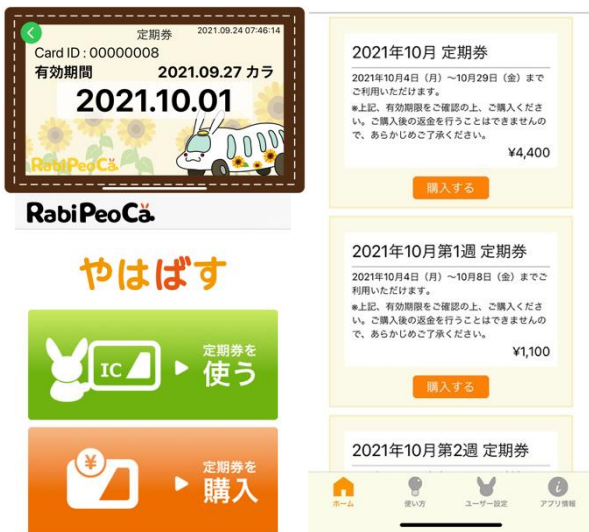 定期券
2021.09.24 07:46:14
Card ID : 00000008
有効期間 2021.09.27 カラ
2021.10.01
RabiPeoCa
RabiPeoCa
やはばす
IC
定期券を
使う
¥
定期券を
購入
2021年10月 定期券
2021年10月4日（月）〜10月29日（金）まで
ご利用いただけます。
※上記、有効期限をご確認の上、ご購入くださ
い。ご購入後の返金を行うことはできませんの
で、あらかじめご了承ください。
¥4,400
購入する
2021年10月第1週 定期券
2021年10月4日（月）〜10月8日（金）までご
利用いただけます。
※上記、有効期限をご確認の上、ご購入くださ
い。ご購入後の返金を行うことはできませんの
で、あらかじめご了承ください。
¥1,100
購入する
2021年10月第2週 定期券
ホーム 使い方 ユーザー設定 アプリ情報